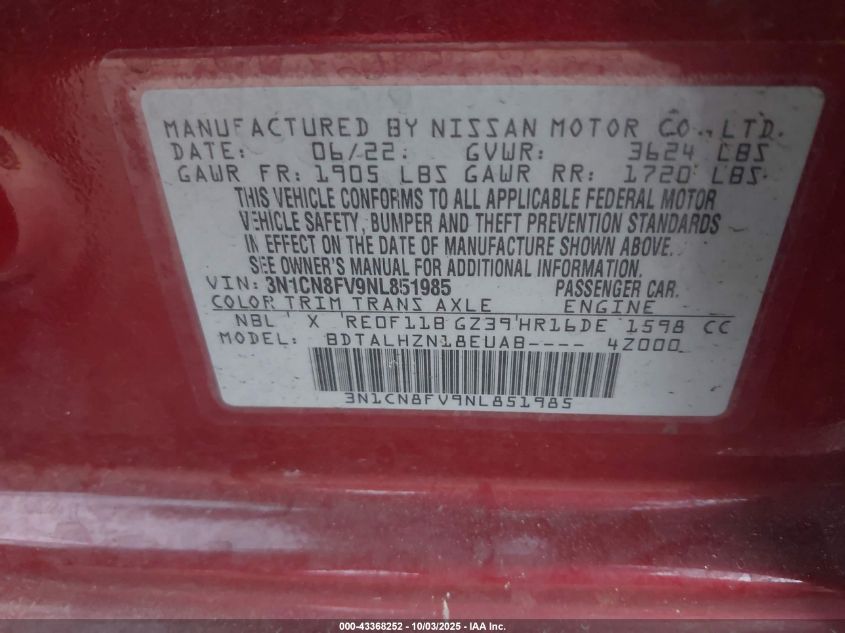 MANUFACTURED BY NISSAN MOTOR CO., LTD.
DATE: 06/22 GVWR: 3624 LBS
GAWR FR: 1905 LBS GAWR RR: 1720 LBS
THIS VEHICLE CONFORMS TO ALL APPLICABLE FEDERAL MOTOR
VEHICLE SAFETY, BUMPER AND THEFT PREVENTION STANDARDS
IN EFFECT ON THE DATE OF MANUFACTURE SHOWN ABOVE.
SEE OWNER'S MANUAL FOR ADDITIONAL INFORMATION.
VIN: 3N1CN8FV9NL851985 PASSENGER CAR.
COLOR TRIM TRANS AXLE ENGINE
NBL X RE0F11B GZ39 HR16DE 1598 CC
MODEL: BDTALHZN18EUAB---- 4Z000
3N1CN8FV9NL851985
000-43368252 - 10/03/2025 - IAA Inc.